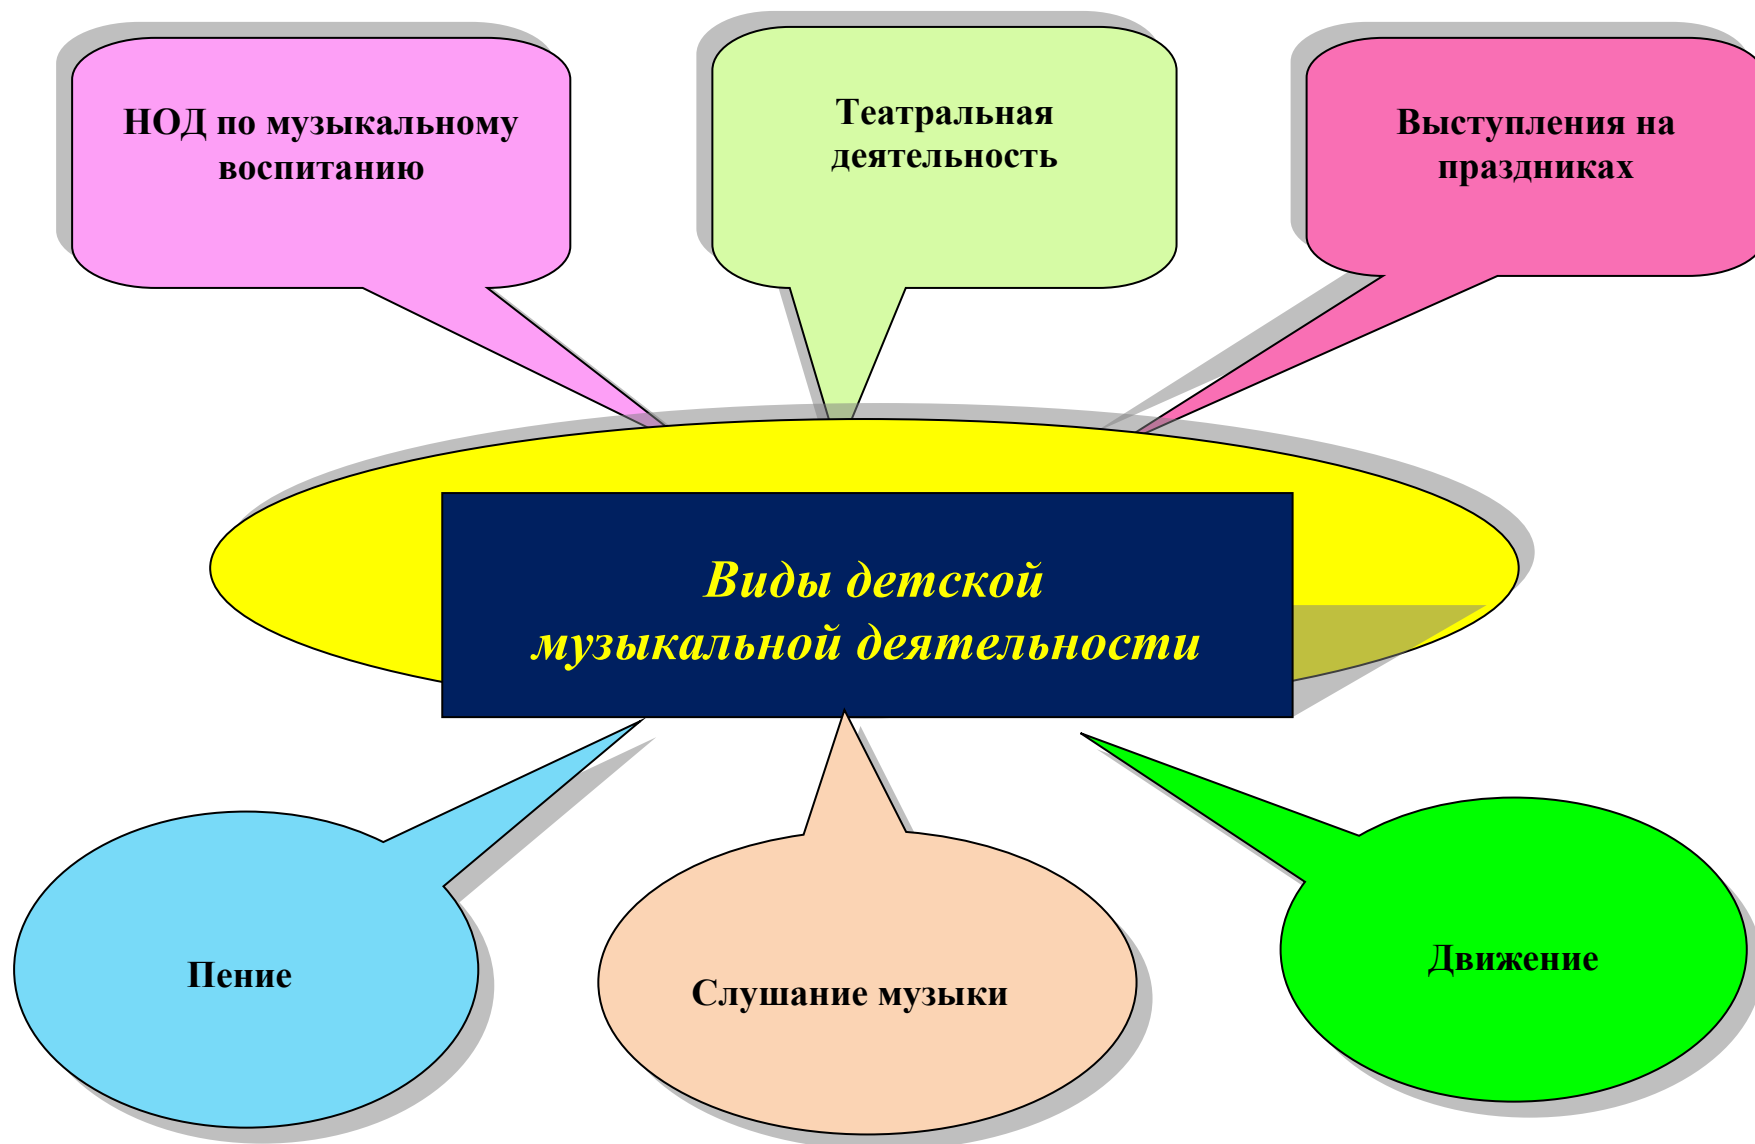 НОД по музыкальному
воспитанию
Театральная
деятельность
Выступления на
праздниках
Виды детской
музыкальной деятельности
Пение
Слушание музыки
Движение